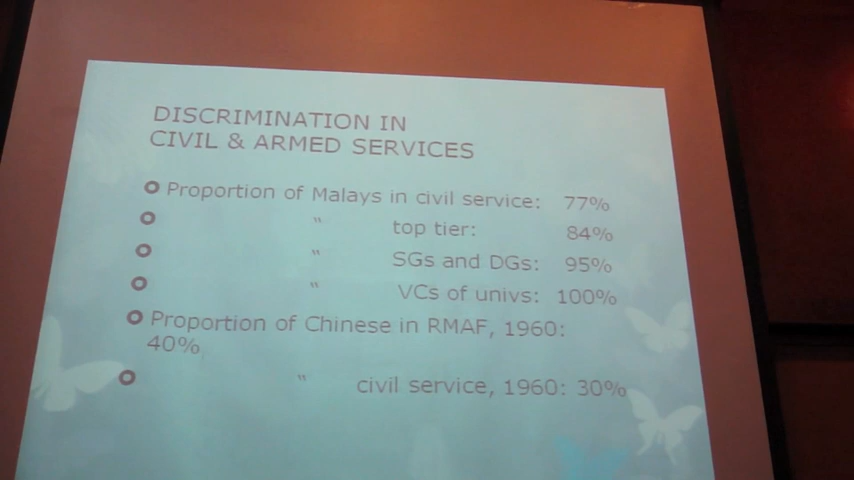 DISCRIMINATION IN
CIVIL & ARMED SERVICES
Proportion of Malays in civil service: 77%
" top tier: 84%
" SGs and DGs: 95%
" VCs of univs: 100%
Proportion of Chinese in RMAF, 1960:
40%
" civil service, 1960: 30%